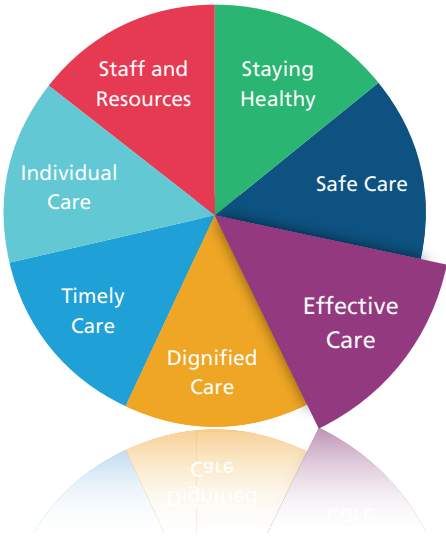 Staff and
Resources
Staying
Healthy
Individual
Care
Safe Care
Timely
Care
Effective
Care
Dignified
Care